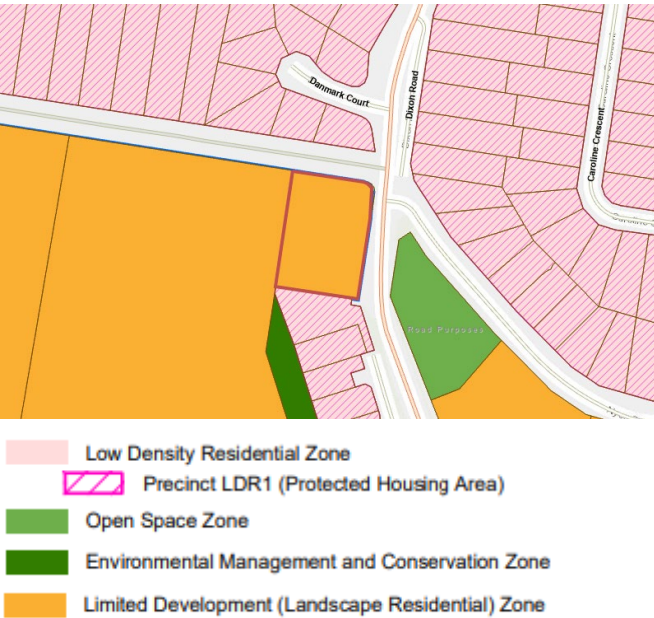 Danmark Court
Dixon Road
Caroline Crescent
Road Purposes
Low Density Residential Zone
Precinct LDR1 (Protected Housing Area)
Open Space Zone
Environmental Management and Conservation Zone
Limited Development (Landscape Residential) Zone